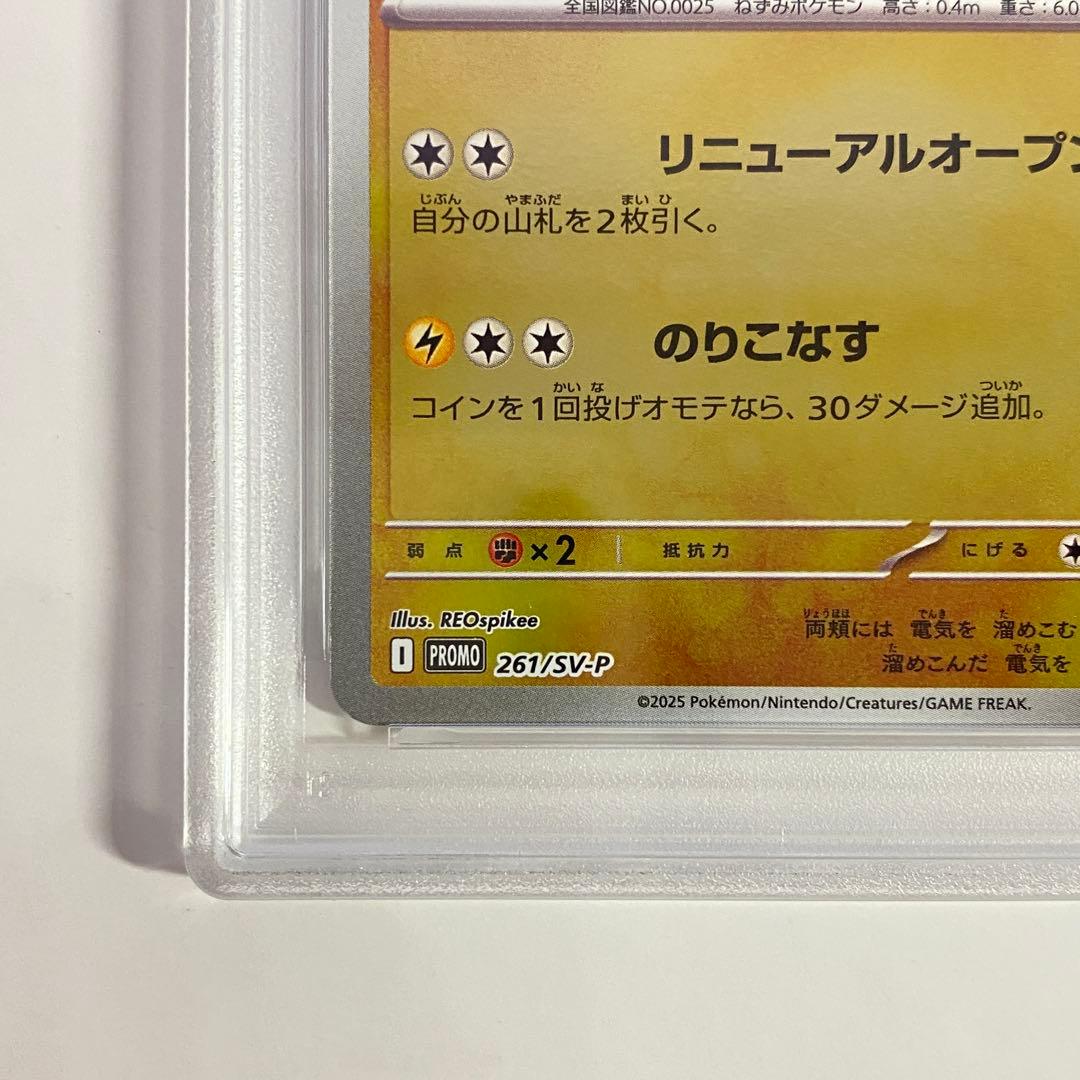 全国図鑑NO.0025 ねずみポケモン 高さ:0.4m 重さ:6.0
リニューアルオープン
じぶん やまふだ まい ひ
自分の山札を2枚引く。
のりこなす
かい な ついか
コインを1回投げオモテなら、30ダメージ追加。
弱点 ×2 抵抗力 にげる
Illus. REOspikee
りょうほほ でんき た
両頬には 電気を 溜めこむ
I PROMO 261/SV-P
た でんき
溜めこんだ 電気を
©2025 Pokémon/Nintendo/Creatures/GAME FREAK.